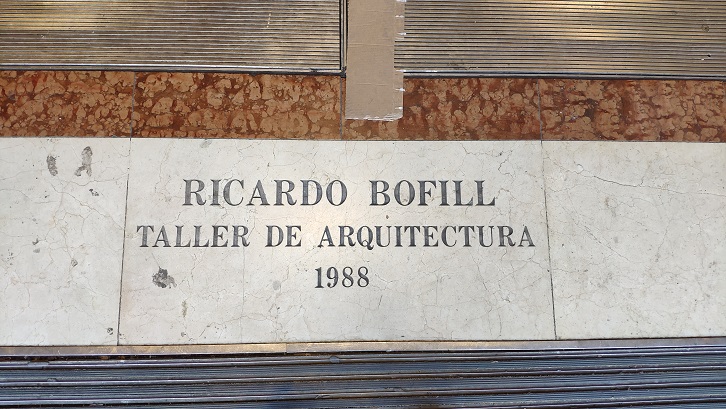 RICARDO BOFILL
TALLER DE ARQUITECTURA
1988